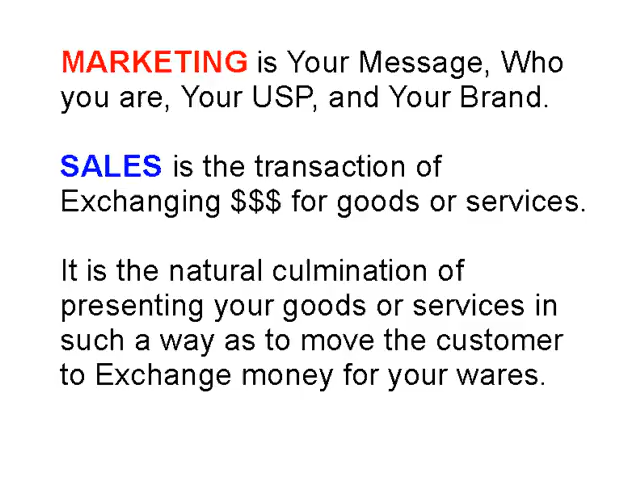 MARKETING is Your Message, Who
you are, Your USP, and Your Brand.
SALES is the transaction of
Exchanging $$$ for goods or services.
It is the natural culmination of
presenting your goods or services in
such a way as to move the customer
to Exchange money for your wares.